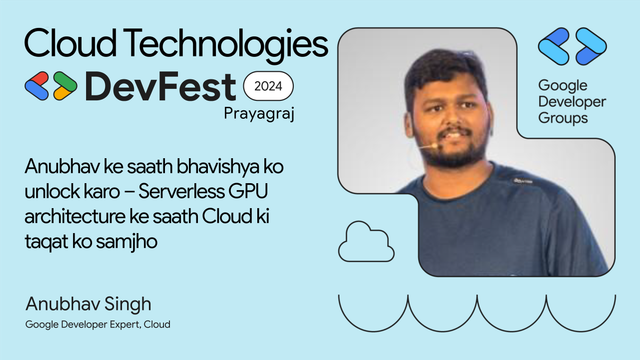 Cloud Technologies
DevFest 2024
Prayagraj
Google
Developer
Groups
Anubhav ke saath bhavishya ko
unlock karo – Serverless GPU
architecture ke saath Cloud ki
taqat ko samjho
Anubhav Singh
Google Developer Expert, Cloud